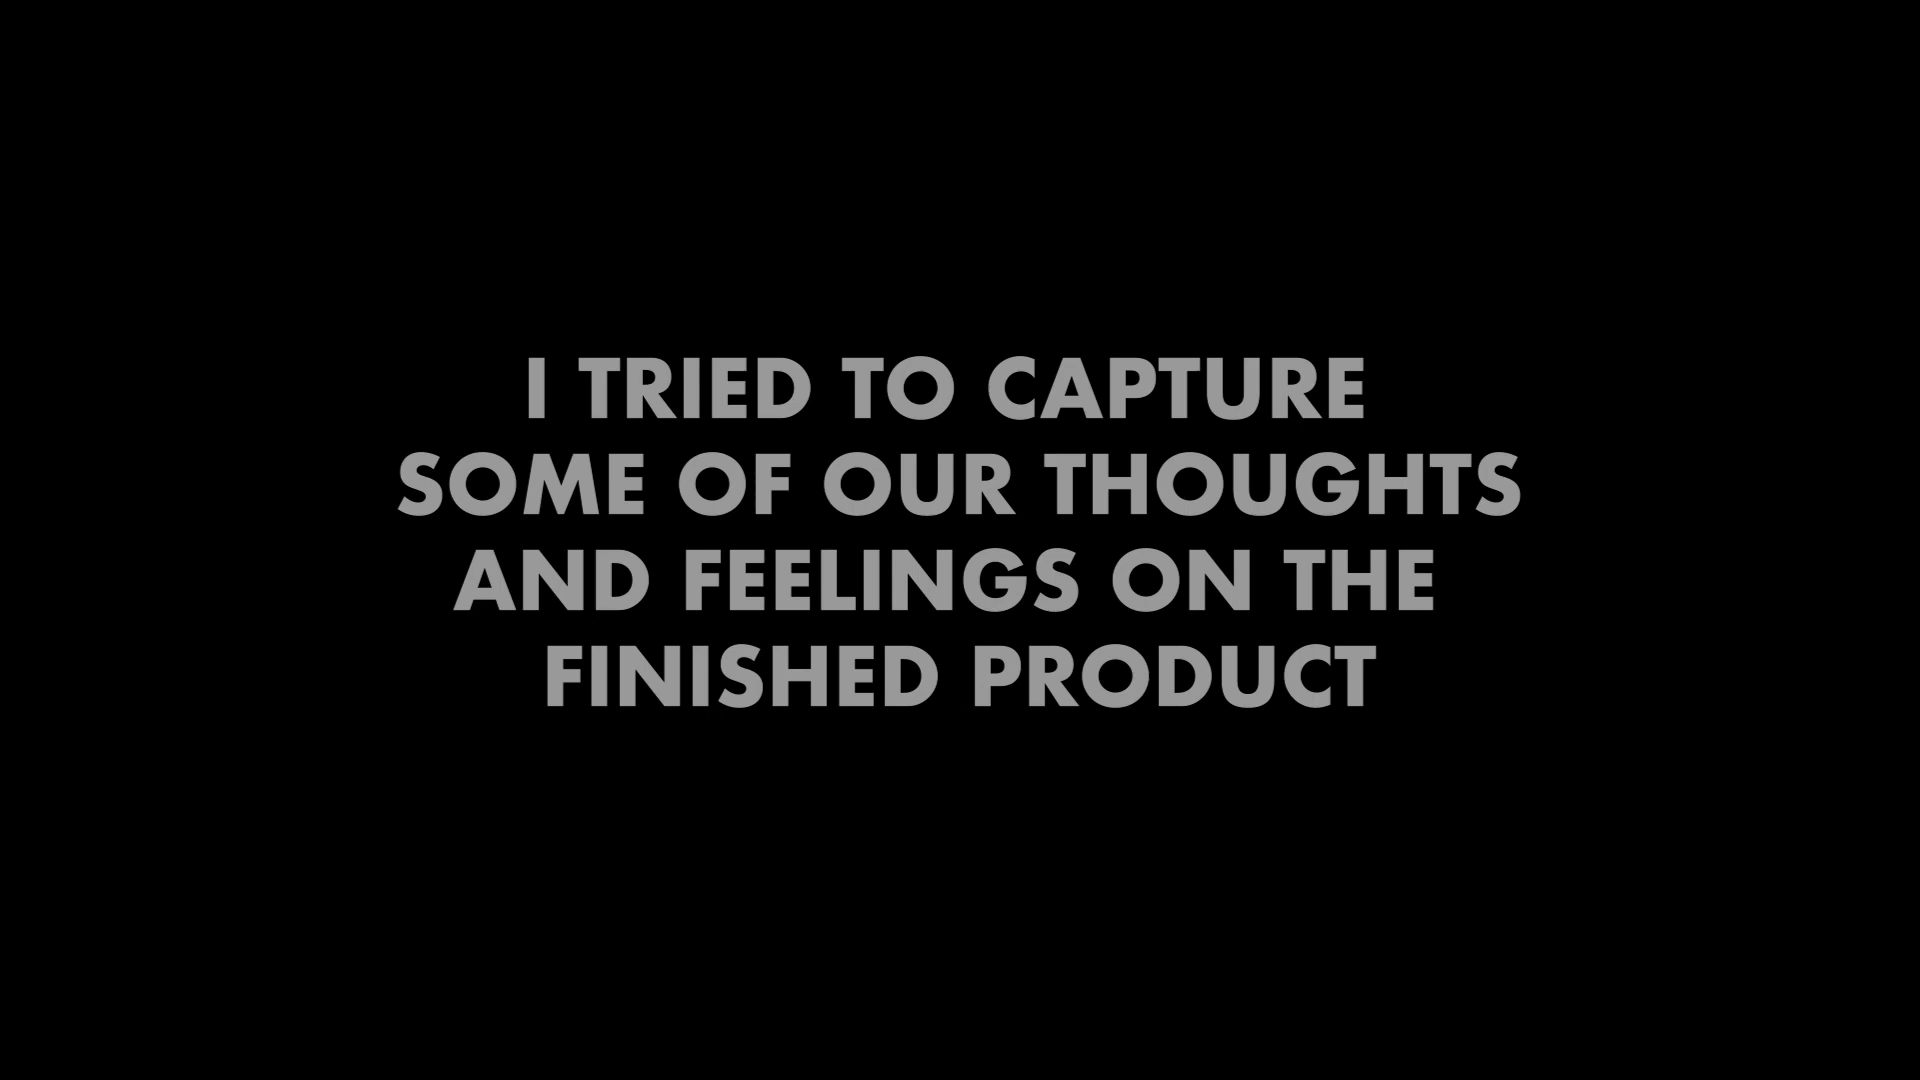 I TRIED TO CAPTURE
SOME OF OUR THOUGHTS
AND FEELINGS ON THE
FINISHED PRODUCT